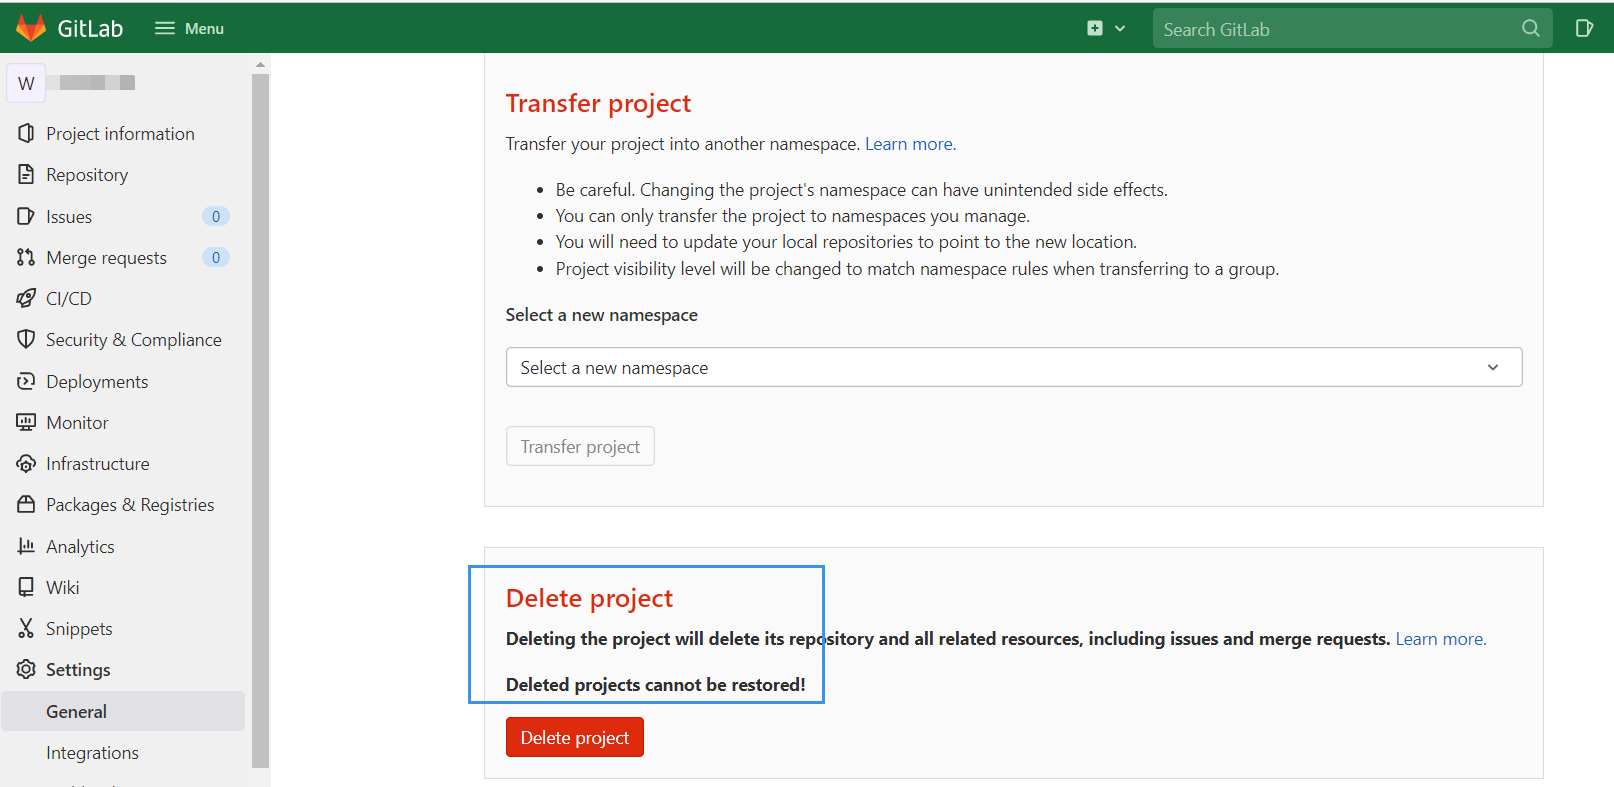 GitLab
Menu
Search GitLab
W
Project information
Repository
Issues 0
Merge requests 0
CI/CD
Security & Compliance
Deployments
Monitor
Infrastructure
Packages & Registries
Analytics
Wiki
Snippets
Settings
General
Integrations
Transfer project
Transfer your project into another namespace. Learn more.
• Be careful. Changing the project's namespace can have unintended side effects.
• You can only transfer the project to namespaces you manage.
• You will need to update your local repositories to point to the new location.
• Project visibility level will be changed to match namespace rules when transferring to a group.
Select a new namespace
Select a new namespace
Transfer project
Delete project
Deleting the project will delete its repository and all related resources, including issues and merge requests. Learn more.
Deleted projects cannot be restored!
Delete project